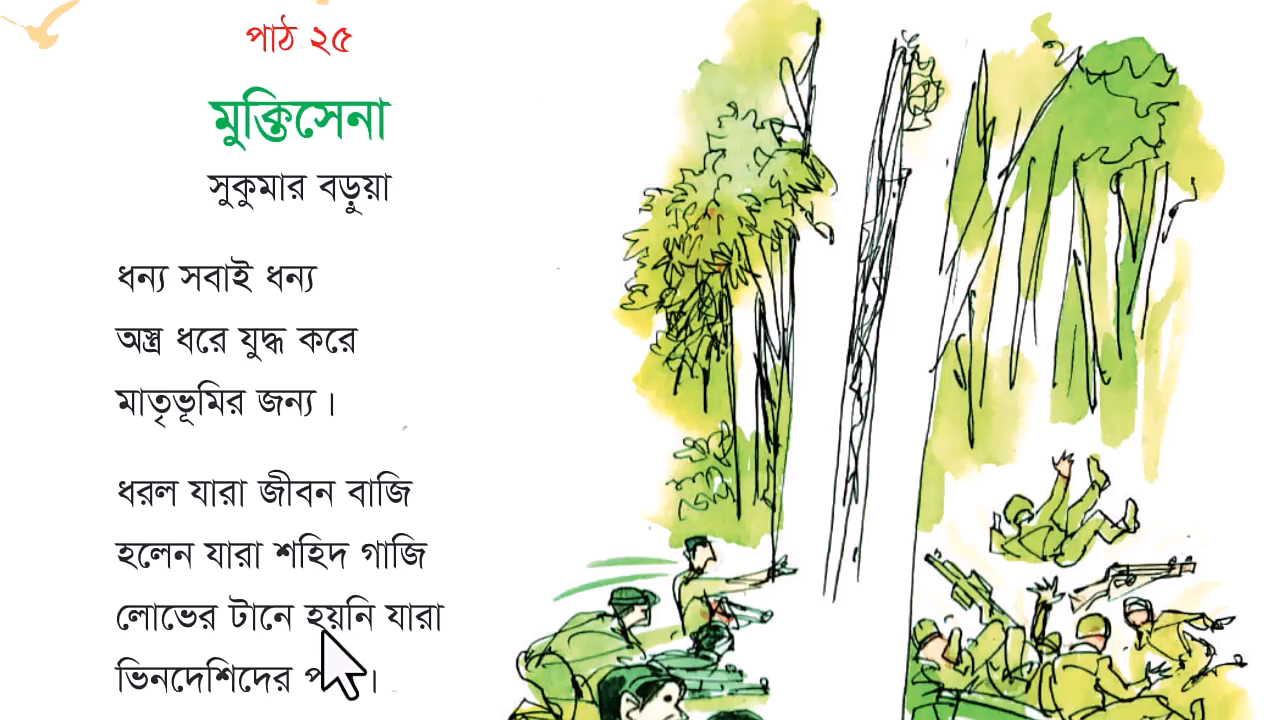 পাঠ ২৫
মুক্তিসেনা
সুকুমার বড়ুয়া
ধন্য সবাই ধন্য
অস্ত্র ধরে যুদ্ধ করে
মাতৃভূমির জন্য।
ধরল যারা জীবন বাজি
হলেন যারা শহিদ গাজি
লোভের টানে হয়নি যারা
ভিনদেশিদের